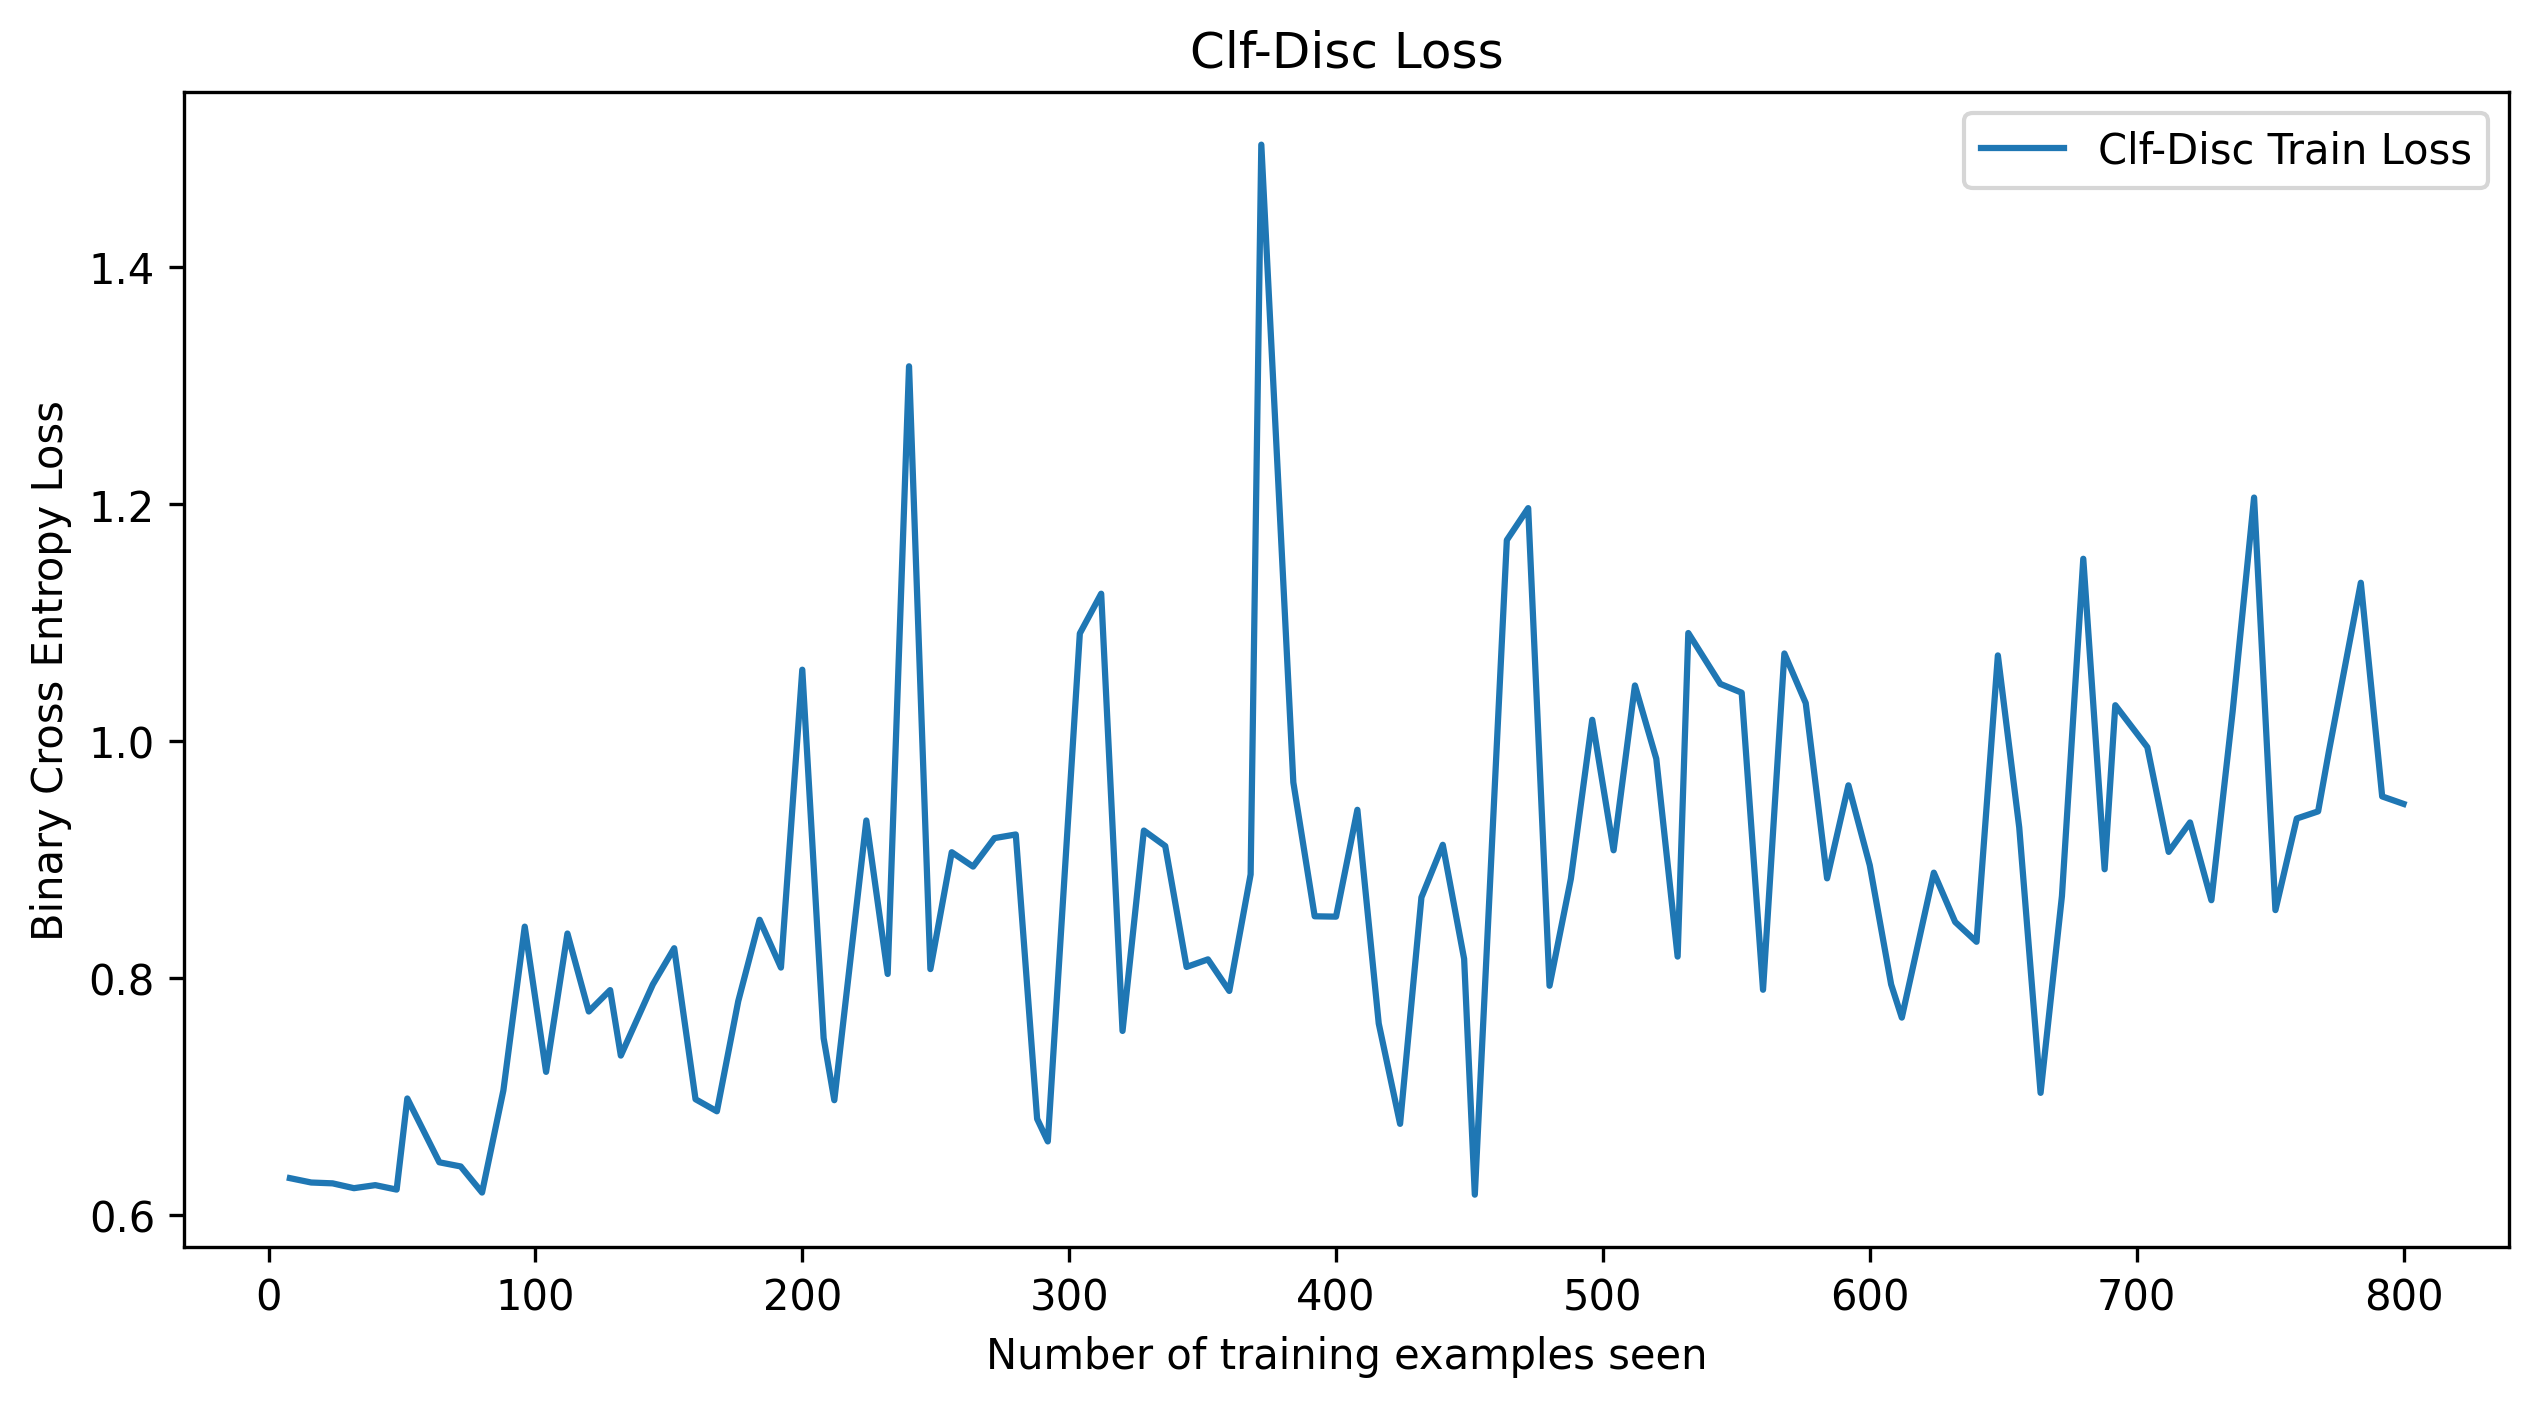 Clf-Disc Loss
Clf-Disc Train Loss
Binary Cross Entropy Loss
1.4
1.2
1.0
0.8
0.6
0 100 200 300 400 500 600 700 800
Number of training examples seen